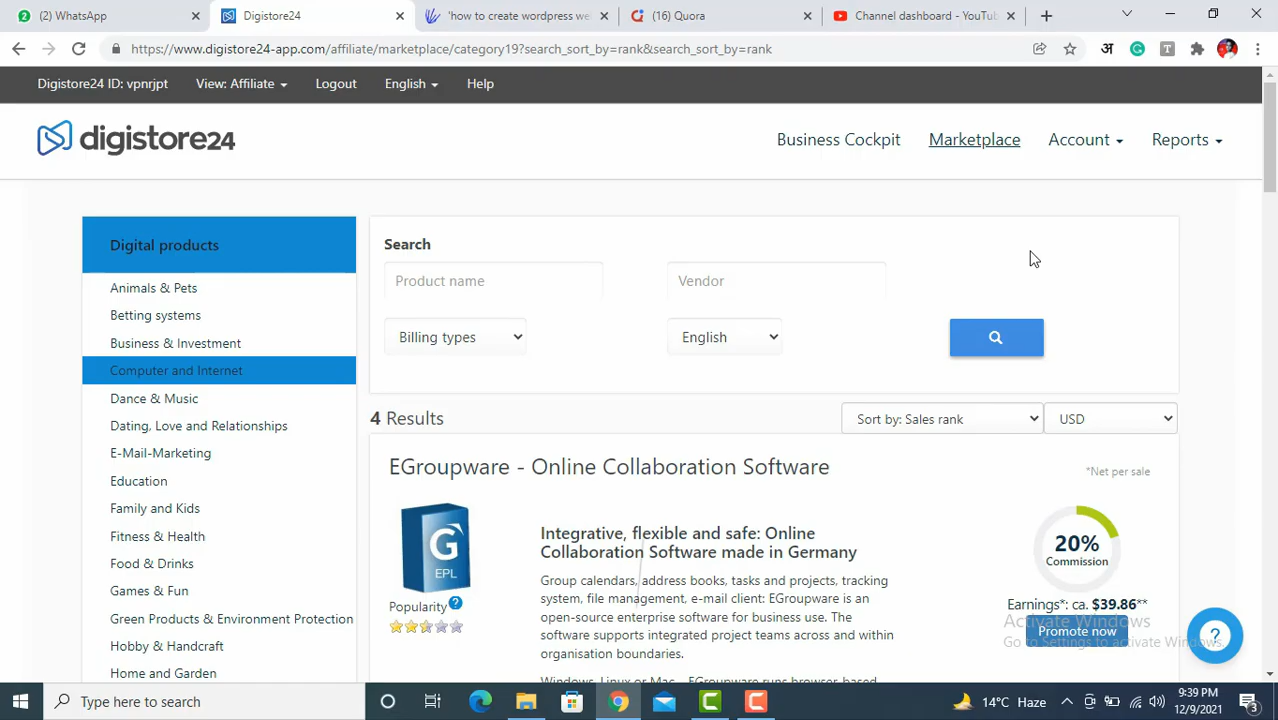 (2) WhatsApp
Digistore24
'how to create wordpress we
(16) Quora
Channel dashboard - YouTu
https://www.digistore24-app.com/affiliate/marketplace/category19?search_sort_by=rank&search_sort_by=rank
अ
G
T
Digistore24 ID: vpnrjpt
View: Affiliate
Logout
English
Help
digistore24
Business Cockpit
Marketplace
Account
Reports
Digital products
Animals & Pets
Betting systems
Business & Investment
Computer and Internet
Dance & Music
Dating, Love and Relationships
E-Mail-Marketing
Education
Family and Kids
Fitness & Health
Food & Drinks
Games & Fun
Green Products & Environment Protection
Hobby & Handcraft
Home and Garden
Search
Product name
Vendor
Billing types
English
4 Results
Sort by: Sales rank
USD
EGroupware - Online Collaboration Software
*Net per sale
G
EPL
Popularity ?
Integrative, flexible and safe: Online
Collaboration Software made in Germany
Group calendars, address books, tasks and projects, tracking
system, file management, e-mail client: EGroupware is an
open-source enterprise software for business use. The
software supports integrated project teams across and within
organisation boundaries.
Windows, Linux or Mac – EGroupware runs browser-based
20%
Commission
Earnings*: ca. $39.86**
Promote now
Activate Windows
Go to Settings to activate Windows.
?
Type here to search
14°C Haze
9:39 PM
12/9/2021
3